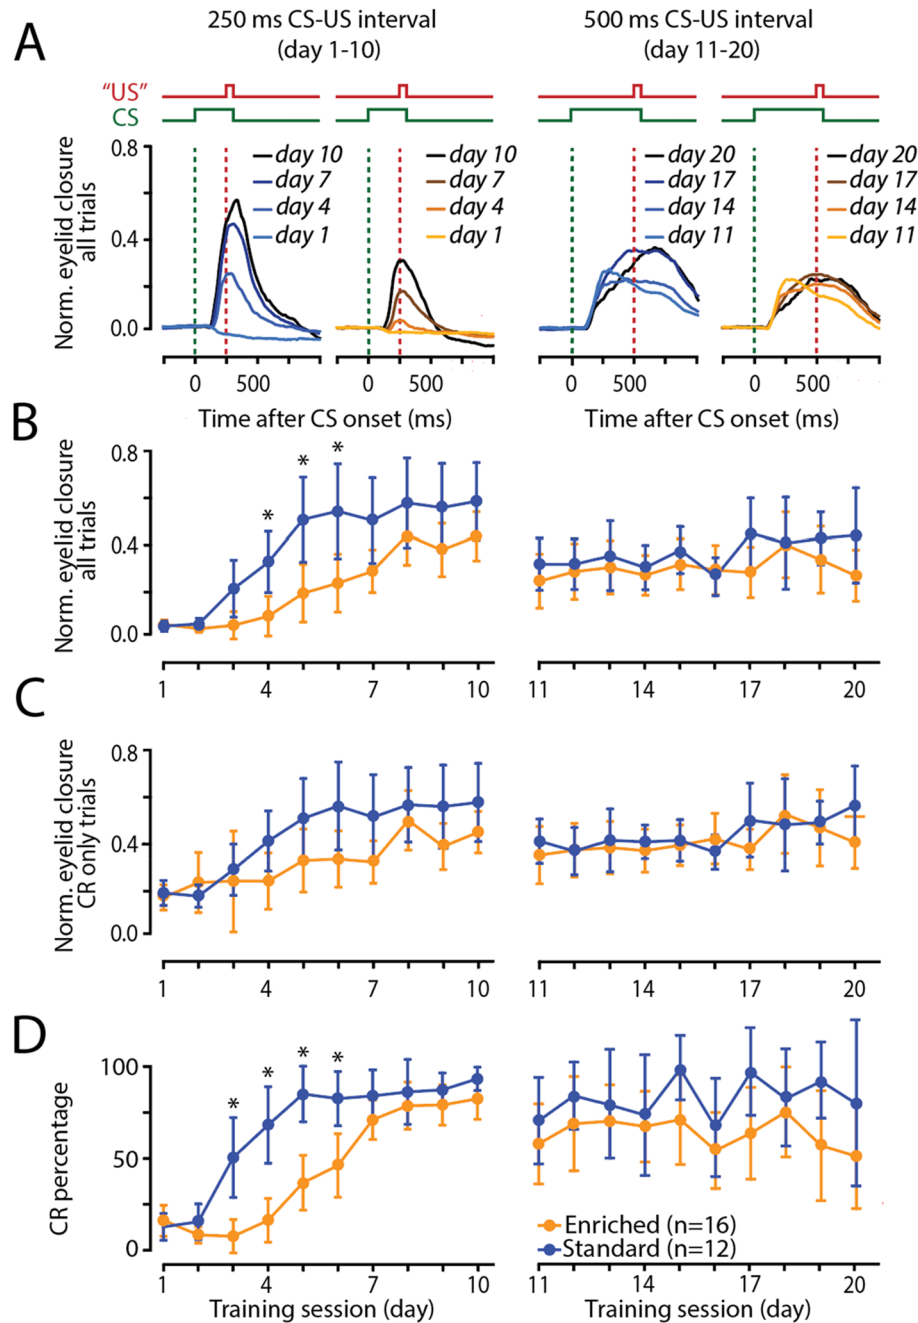 A
250 ms CS-US interval
(day 1-10)
500 ms CS-US interval
(day 11-20)
“US”
CS
Norm. eyelid closure
all trials
0.8
0.4
0.0
day 10
day 7
day 4
day 1
day 10
day 7
day 4
day 1
day 20
day 17
day 14
day 11
day 20
day 17
day 14
day 11
0 500 0 500 0 500 0 500
Time after CS onset (ms) Time after CS onset (ms)
B
Norm. eyelid closure
all trials
0.8
0.4
0.0
* * *
1 4 7 10 11 14 17 20
C
Norm. eyelid closure
CR only trials
0.8
0.4
0.0
1 4 7 10 11 14 17 20
D
CR percentage
100
50
0
* * * *
Enriched (n=16)
Standard (n=12)
1 4 7 10 11 14 17 20
Training session (day) Training session (day)